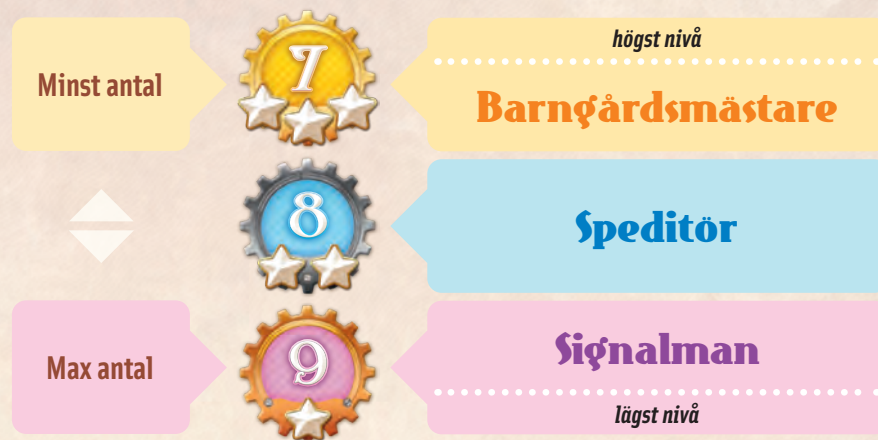 högst nivå
Minst antal
7
Barngårdsmästare
8
Speditör
9
Signalman
Max antal
lägst nivå